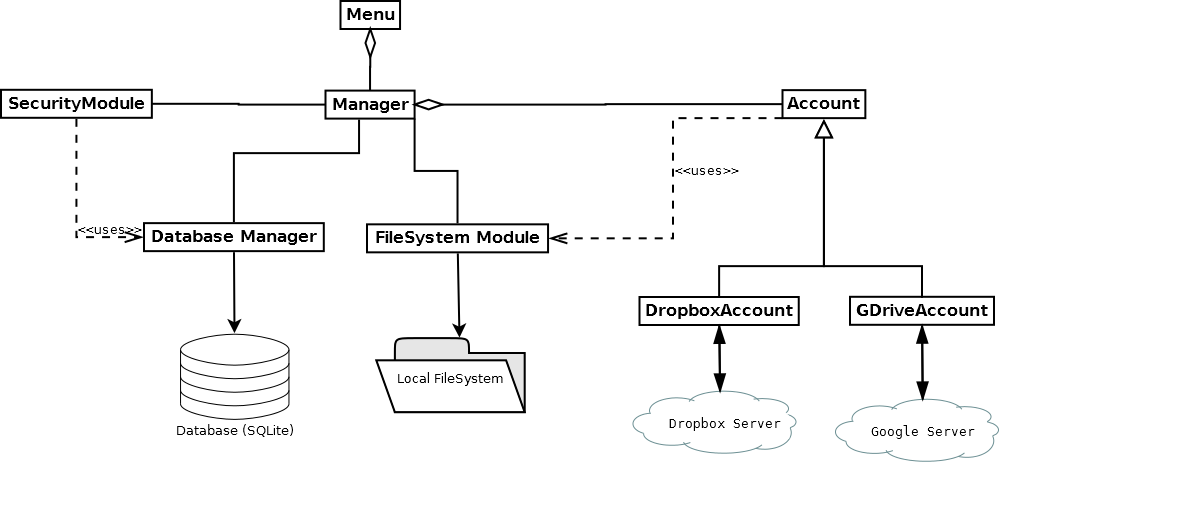 Menu
SecurityModule
Manager
Account
<<uses>>
<<uses>>
Database Manager
FileSystem Module
DropboxAccount
GDriveAccount
Local FileSystem
Dropbox Server
Google Server
Database (SQLite)